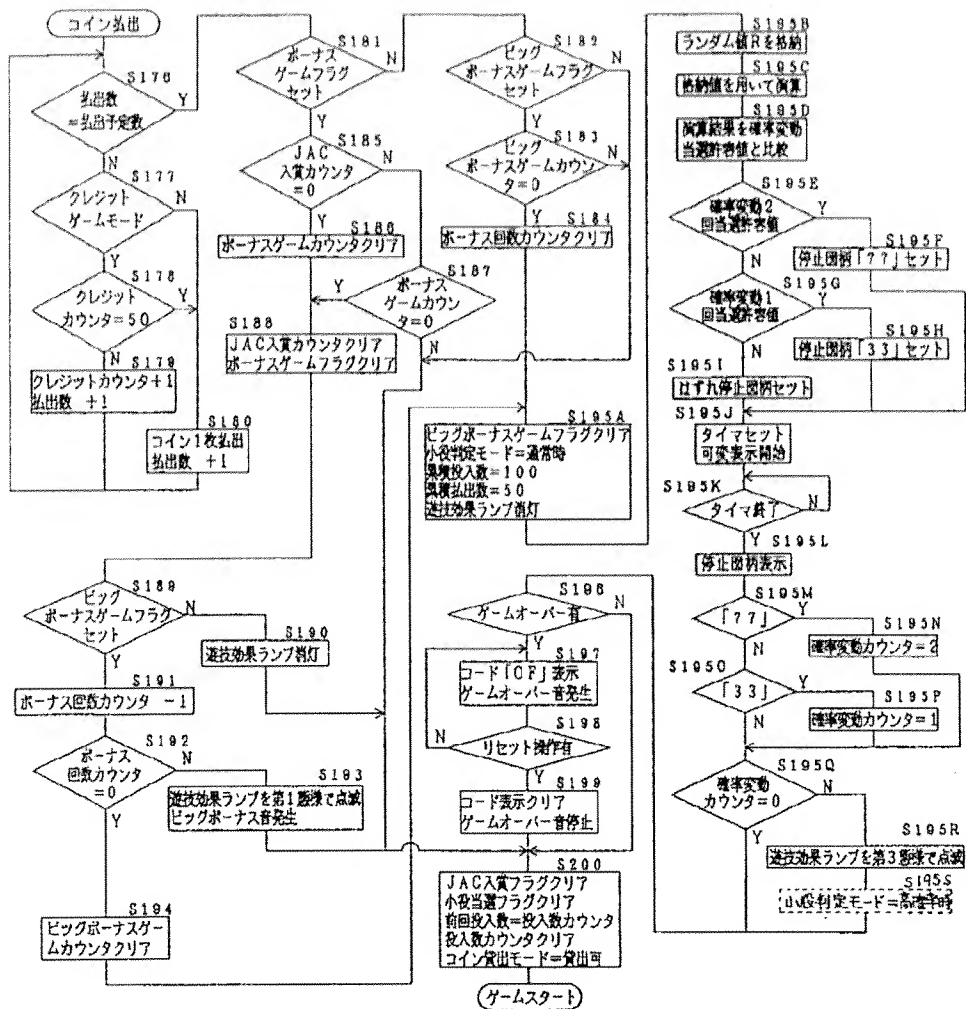 コイン払出
S176
払出数
=払出予定数
Y
N
S177
クレジット
ゲームモード
N
Y
S178
クレジット
カウンタ=50
Y
N
S179
クレジットカウンタ+1
払出数 +1
S180
コイン1枚払出
払出数 +1
S181
ボーナス
ゲームフラグ
セット
N
Y
S185
JAC
入賞カウンタ
=0
N
Y
S186
ボーナスゲームカウンタクリア
S187
ボーナス
ゲームカウン
タ=0
Y
N
S188
JAC入賞カウンタクリア
ボーナスゲームフラグクリア
S182
ビッグ
ボーナスゲームフラグ
セット
N
Y
S183
ビッグ
ボーナスゲームカウン
タ=0
N
Y
S184
ボーナス回数カウンタクリア
S189
ビッグ
ボーナスゲームフラグ
セット
N
Y
S190
遊技効果ランプ消灯
S191
ボーナス回数カウンタ -1
S192
ボーナス
回数カウンタ
=0
N
Y
S193
遊技効果ランプを第1態様で点滅
ビッグボーナス音発生
S194
ビッグボーナスゲー
ムカウンタクリア
S195A
ビッグボーナスゲームフラグクリア
小役判定モード=通常時
累積投入数=100
累積払出数=50
遊技効果ランプ消灯
S195B
ランダム値Rを格納
S195C
格納値を用いて演算
S195D
演算結果を確率変動
当選許容値と比較
S195E
確率変動2
回当選許容値
Y
N
S195F
停止図柄「77」セット
S195G
確率変動1
回当選許容値
Y
N
S195H
停止図柄「33」セット
S195I
はずれ停止図柄セット
S195J
タイマセット
可変表示開始
S195K
タイマ終了
N
Y
S195L
停止図柄表示
S195M
「77」
Y
N
S195N
確率変動カウンタ=2
S195O
「33」
Y
N
S195P
確率変動カウンタ=1
S195Q
確率変動
カウンタ=0
N
Y
S195R
遊技効果ランプを第3態様で点滅
S195S
小役判定モード=高確率時
S196
ゲームオーバー有
N
Y
S197
コード「OF」表示
ゲームオーバー音発生
S198
リセット操作有
N
Y
S199
コード表示クリア
ゲームオーバー音停止
S200
JAC入賞フラグクリア
小役当選フラグクリア
前回投入数=投入数カウンタ
投入数カウンタクリア
コイン貸出モード=貸出可
ゲームスタート